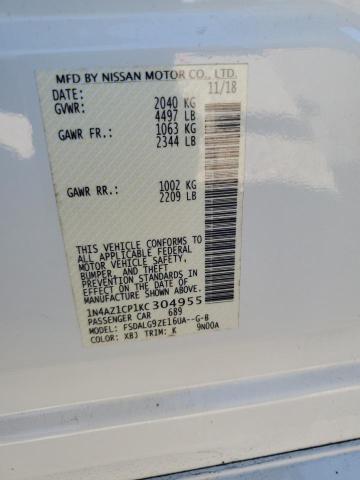 MFD BY NISSAN MOTOR CO., LTD.
DATE: 11/18
GVWR: 2040 KG
4497 LB
GAWR FR: 1063 KG
2344 LB
GAWR RR: 1002 KG
2209 LB
THIS VEHICLE CONFORMS TO
ALL APPLICABLE FEDERAL
MOTOR VEHICLE SAFETY,
BUMPER, AND THEFT
PREVENTION STANDARDS IN
EFFECT ON THE DATE OF
MANUFACTURE SHOWN ABOVE.
1N4AZ1CP1KC304955
PASSENGER CAR 689
MODEL: FSDALG9ZE16UA--G-B
COLOR: XBJ TRIM: K 9N00A